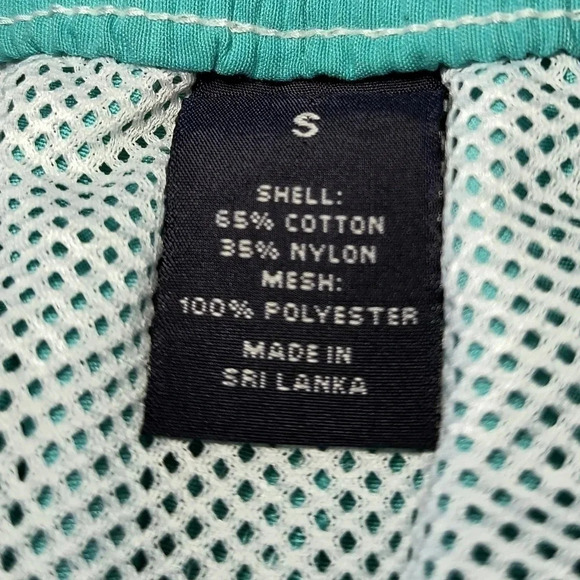 S
SHELL:
65% COTTON
35% NYLON
MESH:
100% POLYESTER
MADE IN
SRI LANKA